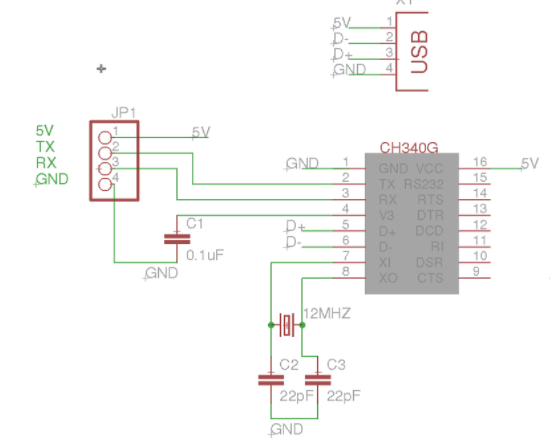 X1
5V 1
D- 2
D+ 3
GND 4
USB
JP1
5V
TX
RX
GND
1
2
3
4
5V
CH340G
GND 1 GND VCC 16 5V
2 TX RS232 15
3 RX RTS 14
4 V3 DTR 13
D+ 5 D+ DCD 12
D- 6 D- RI 11
7 XI DSR 10
8 XO CTS 9
C1
0.1uF
GND
12MHZ
C2 C3
22pF 22pF
GND